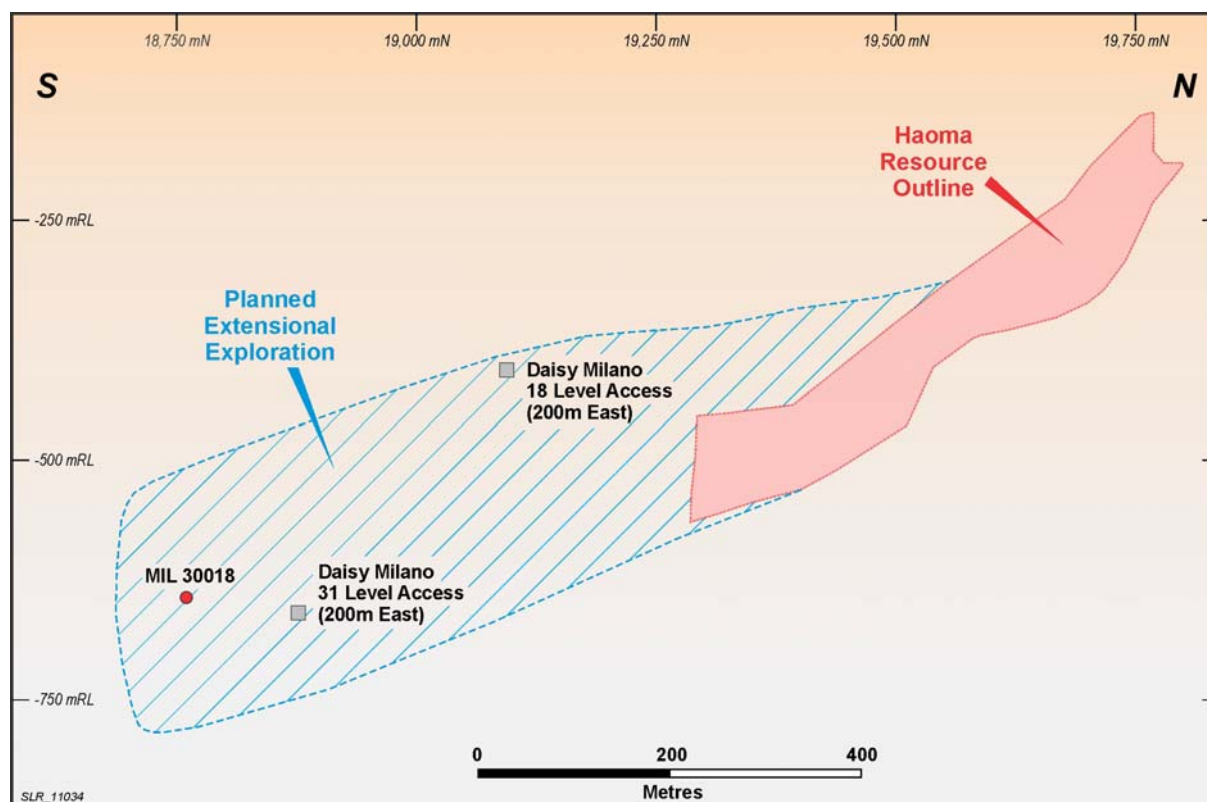 18,750 mN
19,000 mN
19,250 mN
19,500 mN
19,750 mN
S
N
Haoma
Resource
Outline
-250 mRL
Planned
Extensional
Exploration
Daisy Milano
18 Level Access
(200m East)
-500 mRL
MIL 30018
Daisy Milano
31 Level Access
(200m East)
-750 mRL
0
200
400
Metres
SLR_11034